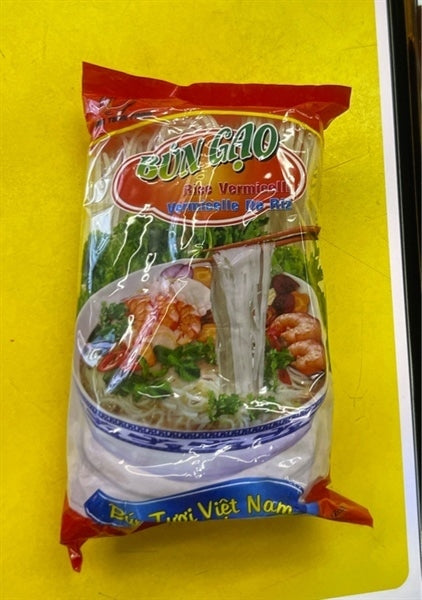 BÚN GẠO
Rice Vermicelli
Vermicelle De Riz
Bún Tươi Việt Nam